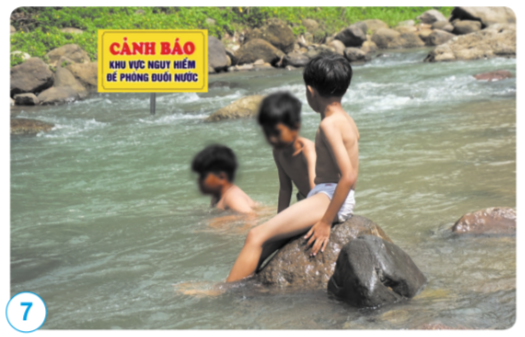 CẢNH BÁO
KHU VỰC NGUY HIỂM
ĐỀ PHÒNG ĐUỐI NƯỚC
7